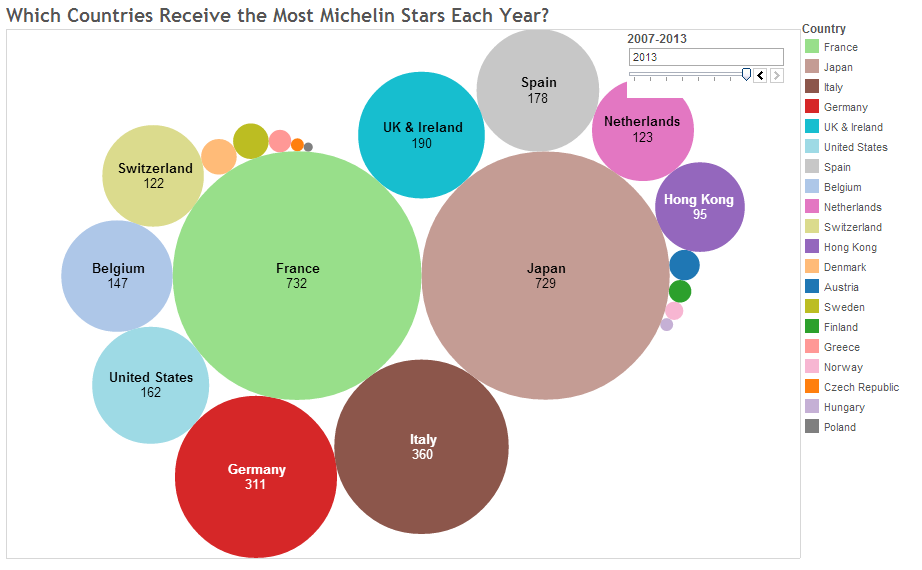 Which Countries Receive the Most Michelin Stars Each Year?
2007-2013
2013
Spain
178
UK & Ireland
190
Netherlands
123
Switzerland
122
Hong Kong
95
Belgium
147
France
732
Japan
729
United States
162
Italy
360
Germany
311
Country
France
Japan
Italy
Germany
UK & Ireland
United States
Spain
Belgium
Netherlands
Switzerland
Hong Kong
Denmark
Austria
Sweden
Finland
Greece
Norway
Czech Republic
Hungary
Poland